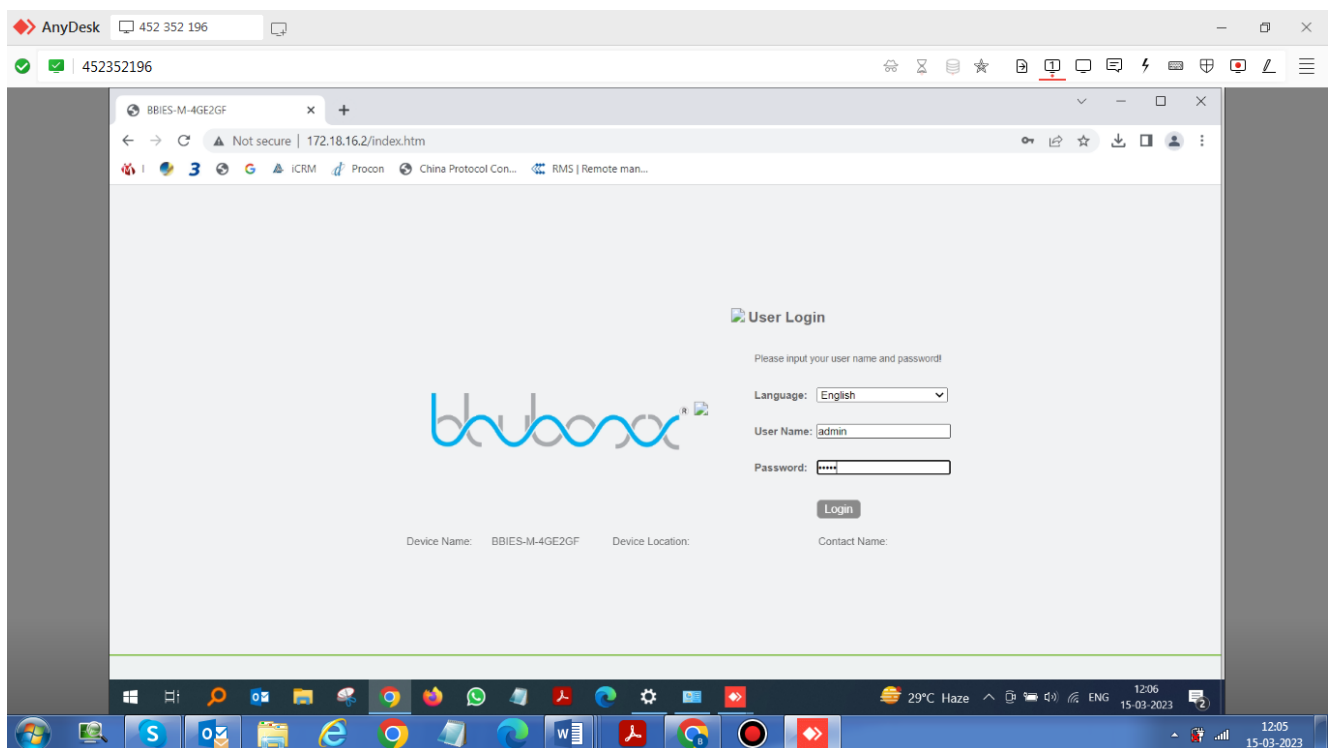 AnyDesk 452 352 196
452352196
BBIES-M-4GE2GF
Not secure | 172.18.16.2/index.htm
iCRM Procon China Protocol Con... RMS | Remote man...
User Login
Please input your user name and password!
Language: English
User Name: admin
Password: •••••
Login
Device Name: BBIES-M-4GE2GF Device Location: Contact Name:
29°C Haze ENG 12:06
15-03-2023
12:05
15-03-2023